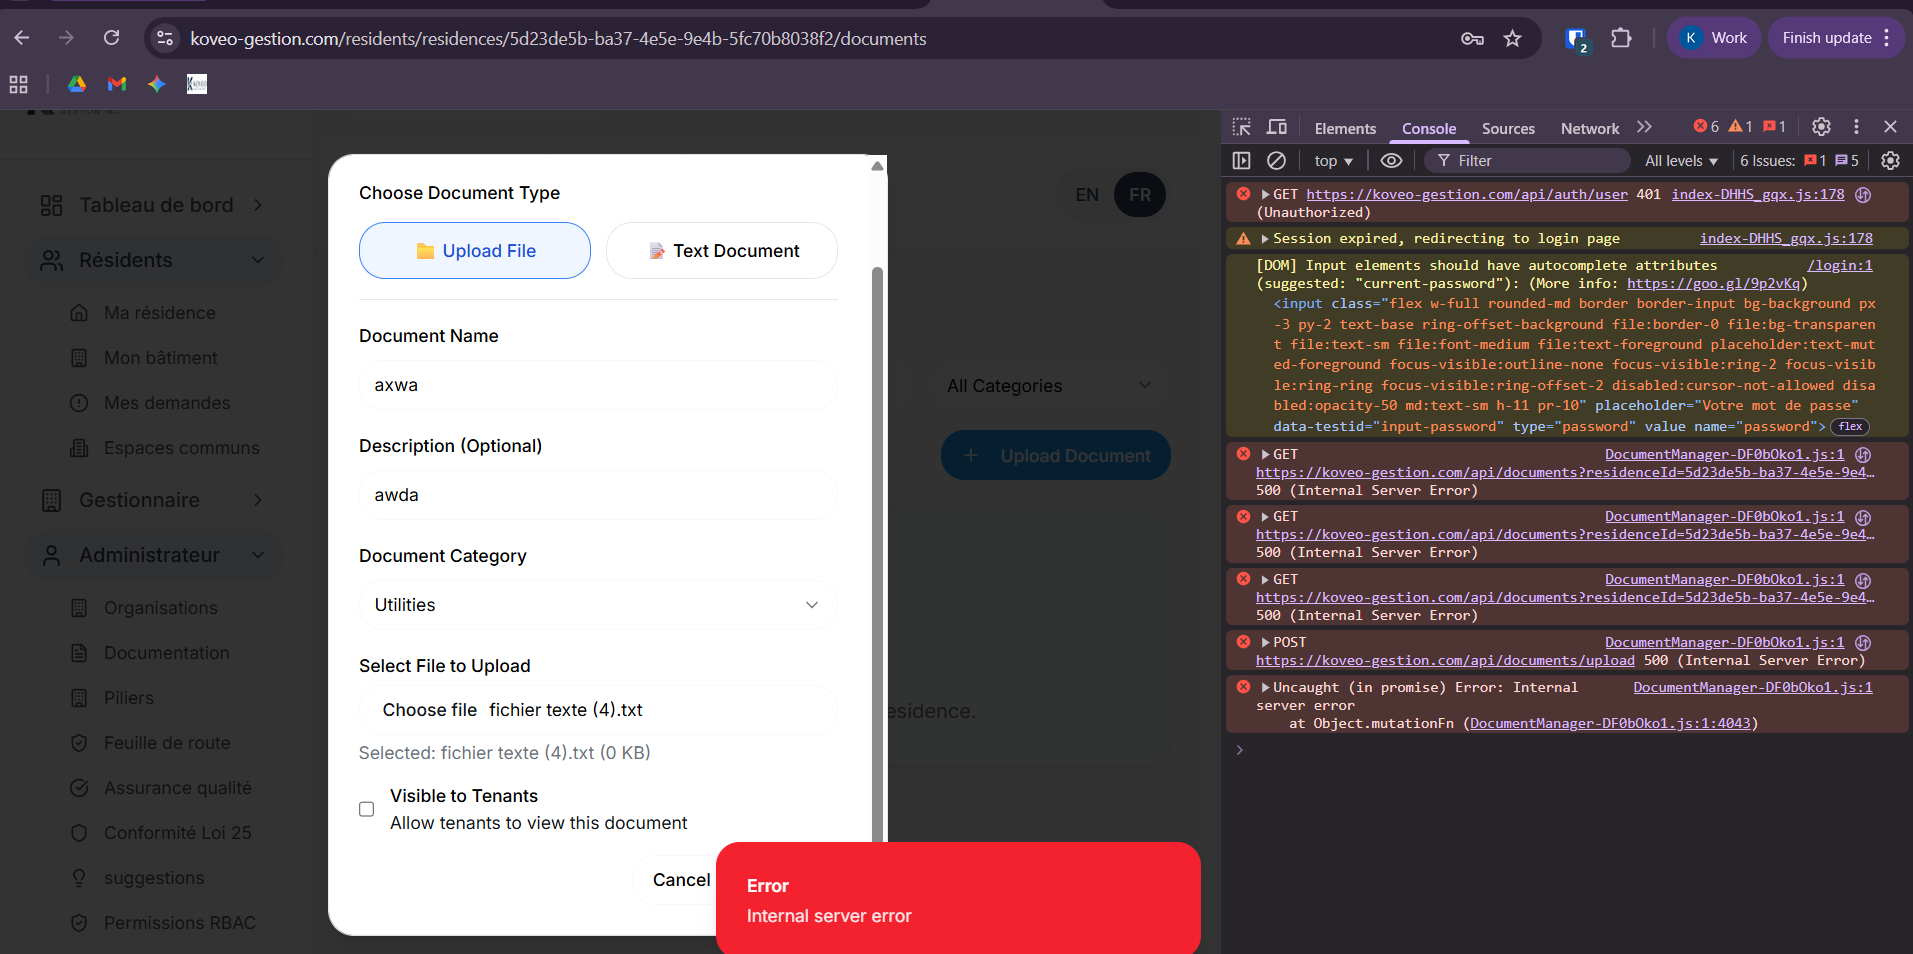 koveo-gestion.com/residents/residences/5d23de5b-ba37-4e5e-9e4b-5fc70b8038f2/documents
2
K Work
Finish update
Tableau de bord
Résidents
Ma résidence
Mon bâtiment
Mes demandes
Espaces communs
Gestionnaire
Administrateur
Organisations
Documentation
Piliers
Feuille de route
Assurance qualité
Conformité Loi 25
suggestions
Permissions RBAC
EN FR
All Categories
+ Upload Document
esidence.
Choose Document Type
Upload File
Text Document
Document Name
axwa
Description (Optional)
awda
Document Category
Utilities
Select File to Upload
Choose file fichier texte (4).txt
Selected: fichier texte (4).txt (0 KB)
Visible to Tenants
Allow tenants to view this document
Cancel
Error
Internal server error
Elements Console Sources Network 6 1 1
top Filter All levels 6 Issues: 1 5
GET https://koveo-gestion.com/api/auth/user 401 index-DHHS_gqx.js:178
(Unauthorized)
Session expired, redirecting to login page index-DHHS_gqx.js:178
[DOM] Input elements should have autocomplete attributes /login:1
(suggested: "current-password"): (More info: https://goo.gl/9p2vKq)
<input class="flex w-full rounded-md border border-input bg-background px
-3 py-2 text-base ring-offset-background file:border-0 file:bg-transparen
t file:text-sm file:font-medium file:text-foreground placeholder:text-mut
ed-foreground focus-visible:outline-none focus-visible:ring-2 focus-visib
le:ring-ring focus-visible:ring-offset-2 disabled:cursor-not-allowed disa
bled:opacity-50 md:text-sm h-11 pr-10" placeholder="Votre mot de passe"
data-testid="input-password" type="password" value name="password"> flex
GET DocumentManager-DF0bOko1.js:1
https://koveo-gestion.com/api/documents?residenceId=5d23de5b-ba37-4e5e-9e4…
500 (Internal Server Error)
GET DocumentManager-DF0bOko1.js:1
https://koveo-gestion.com/api/documents?residenceId=5d23de5b-ba37-4e5e-9e4…
500 (Internal Server Error)
GET DocumentManager-DF0bOko1.js:1
https://koveo-gestion.com/api/documents?residenceId=5d23de5b-ba37-4e5e-9e4…
500 (Internal Server Error)
POST DocumentManager-DF0bOko1.js:1
https://koveo-gestion.com/api/documents/upload 500 (Internal Server Error)
Uncaught (in promise) Error: Internal DocumentManager-DF0bOko1.js:1
server error
at Object.mutationFn (DocumentManager-DF0bOko1.js:1:4043)